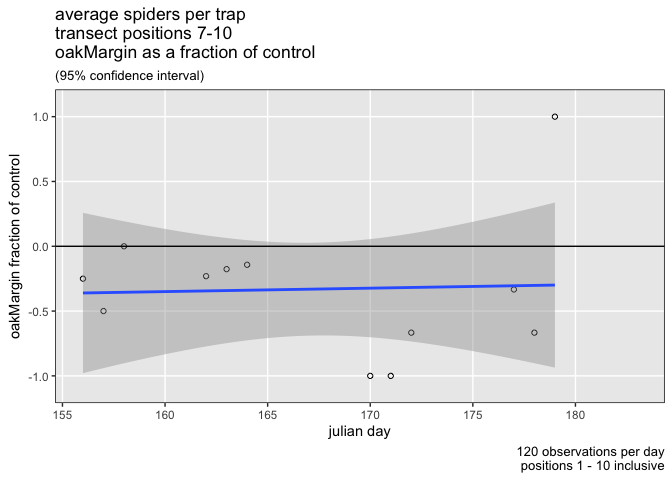 average spiders per trap
transect positions 7-10
oakMargin as a fraction of control
(95% confidence interval)
oakMargin fraction of control
1.0
0.5
0.0
-0.5
-1.0
155 160 165 170 175 180
julian day
120 observations per day
positions 1 - 10 inclusive